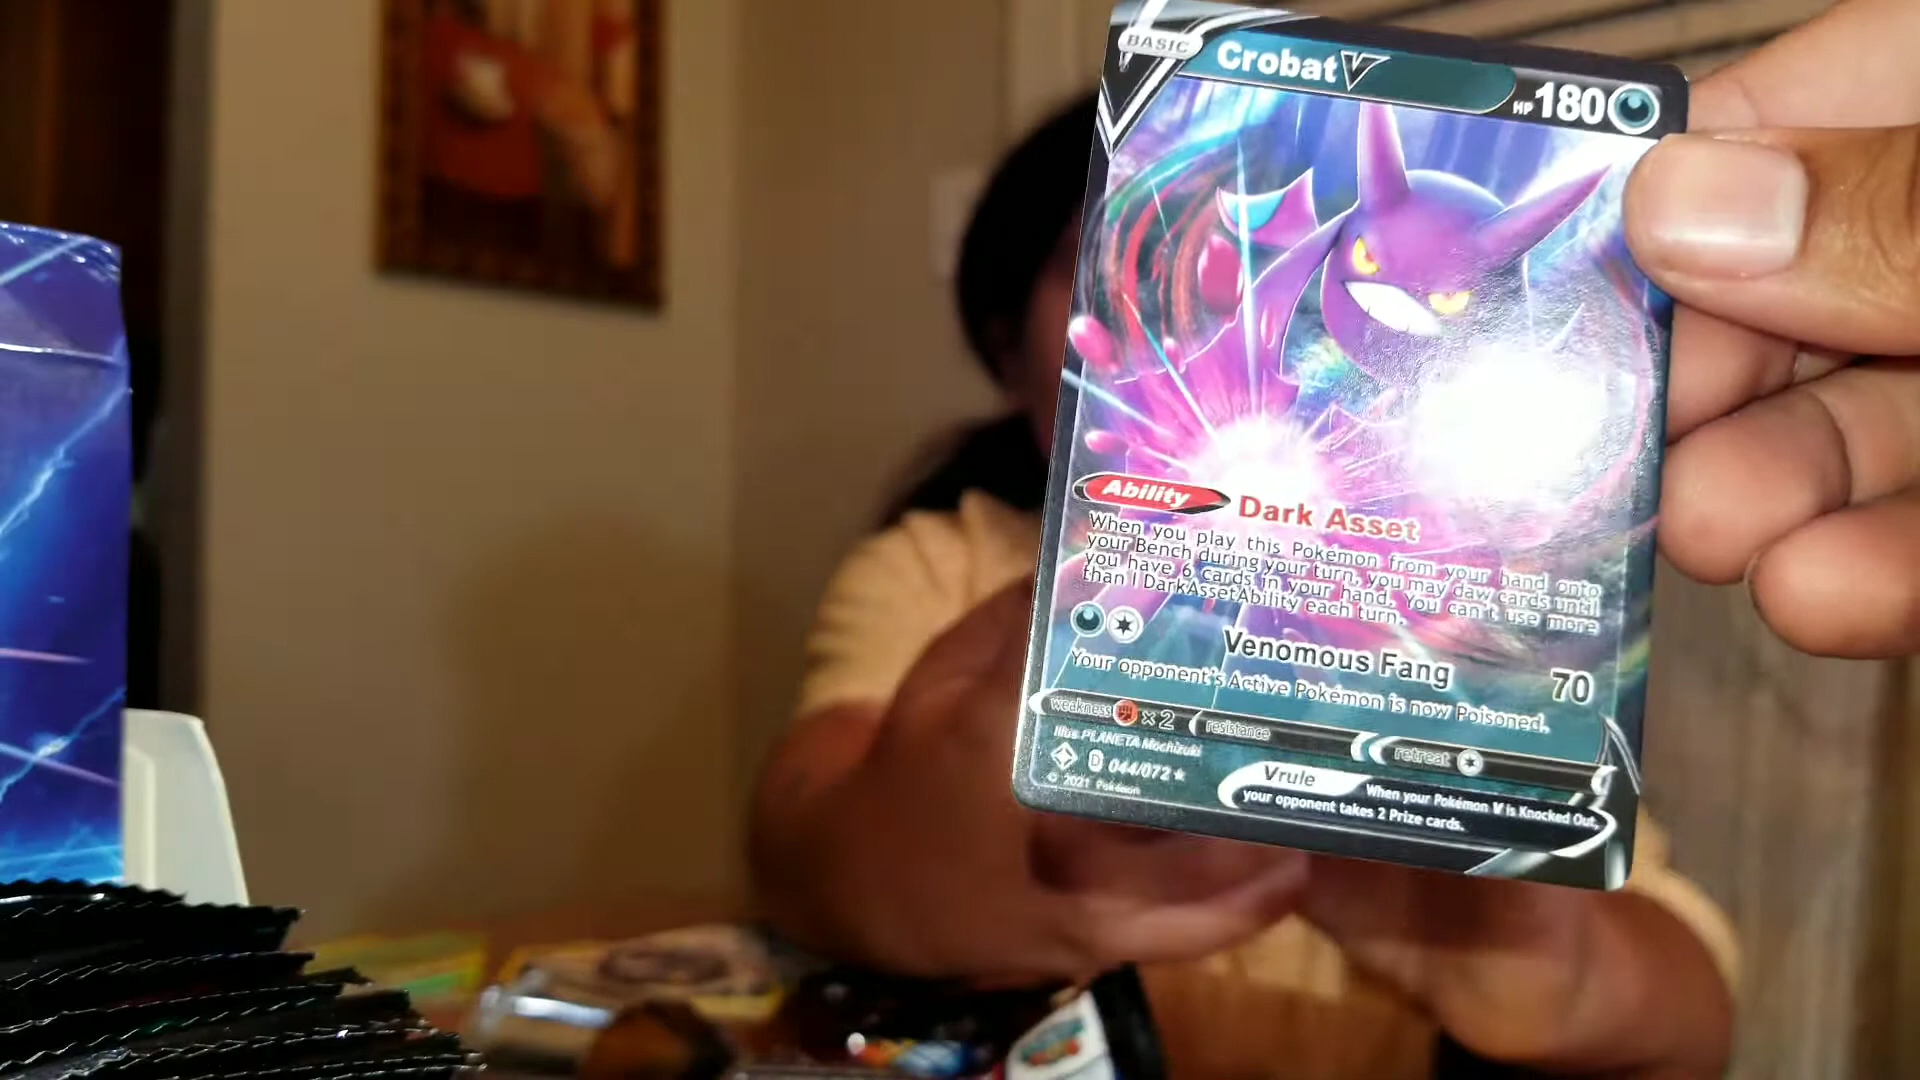 BASIC
Crobat V
HP 180
Ability Dark Asset
When you play this Pokémon from your hand onto
your Bench during your turn, you may daw cards until
you have 6 cards in your hand. You can't use more
than I DarkAssetAbility each turn.
Venomous Fang 70
Your opponent's Active Pokémon is now Poisoned.
weakness × 2 resistance retreat
Illus PLANETA Mochizuki
D 044/072
© 2021 Pokémon
Vrule When your Pokémon V is Knocked Out,
your opponent takes 2 Prize cards.